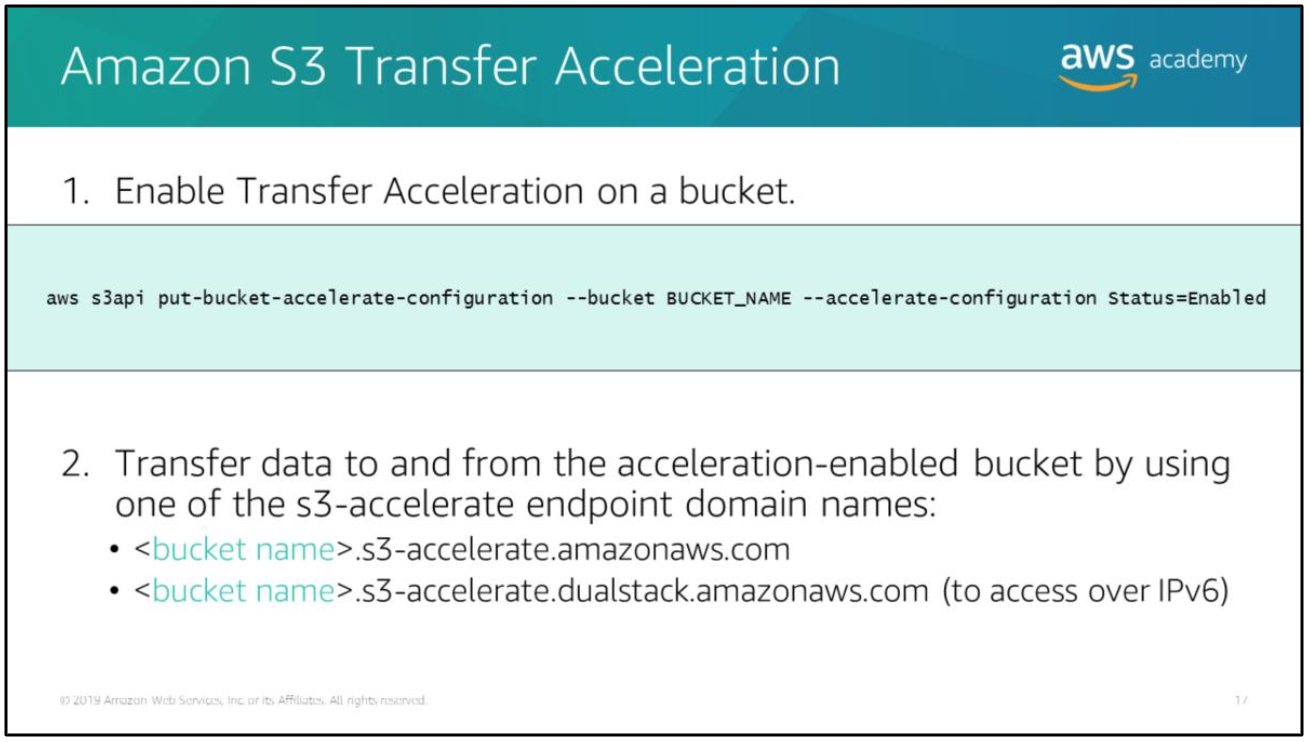 Amazon S3 Transfer Acceleration
aws academy
1. Enable Transfer Acceleration on a bucket.
aws s3api put-bucket-accelerate-configuration --bucket BUCKET_NAME --accelerate-configuration Status=Enabled
2. Transfer data to and from the acceleration-enabled bucket by using
one of the s3-accelerate endpoint domain names:
• <bucket name>.s3-accelerate.amazonaws.com
• <bucket name>.s3-accelerate.dualstack.amazonaws.com (to access over IPv6)
© 2019 Amazon Web Services, Inc. or its Affiliates. All rights reserved.
17